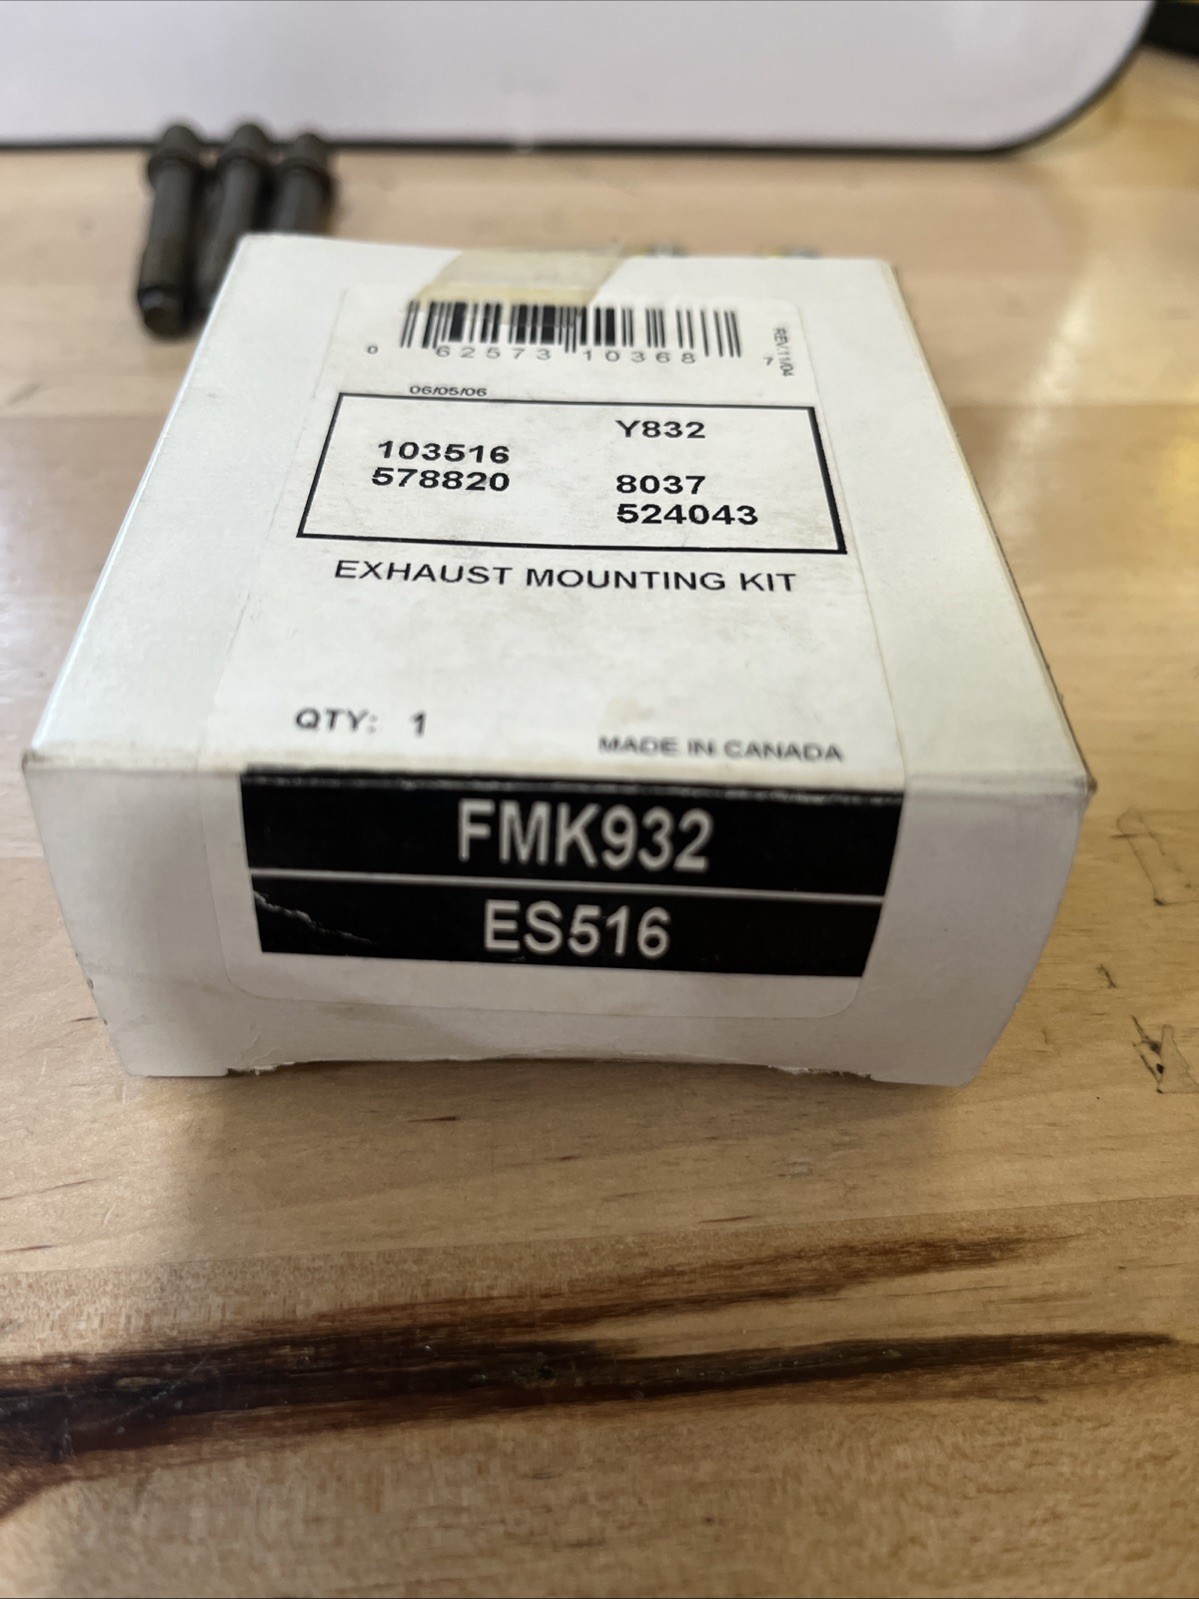 0 62573 10368 7
REV.11/04
06/05/06
Y832
103516
578820
8037
524043
EXHAUST MOUNTING KIT
QTY: 1
MADE IN CANADA
FMK932
ES516